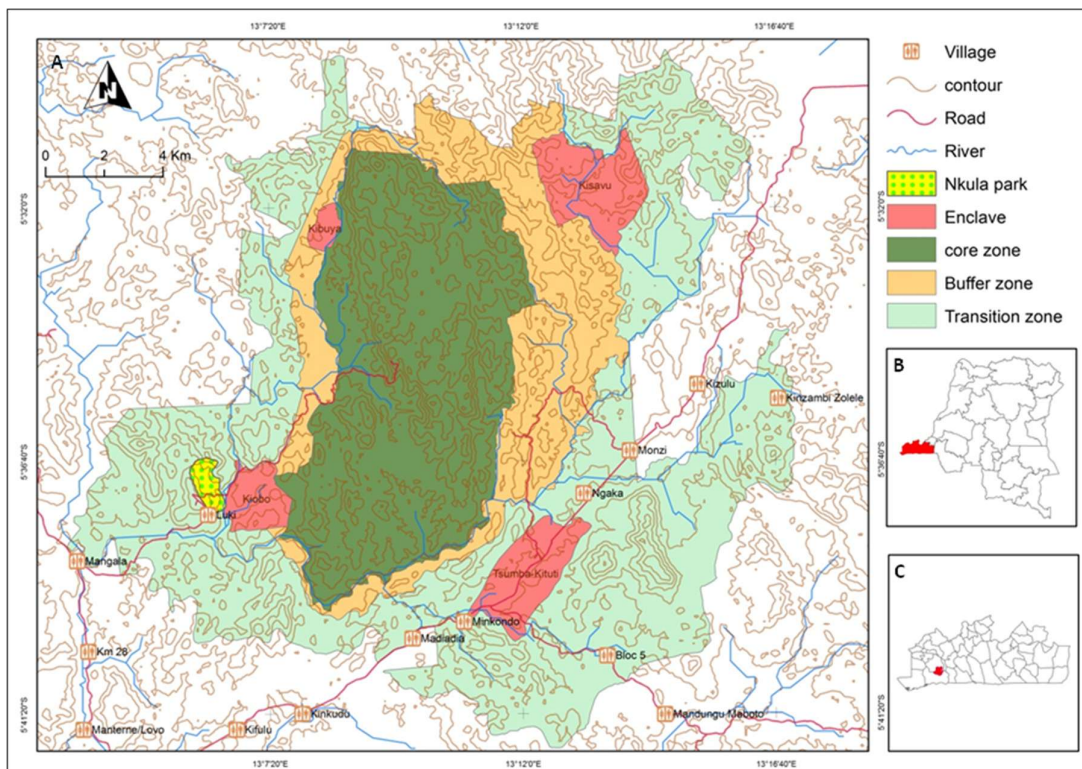 13°7'20"E
13°12'0"E
13°16'40"E
A
N
0 2 4 Km
5°32'0"S
5°32'0"S
Kisavu
Kibuya
Kizulu
Kinzambi Zolele
5°36'40"S
5°36'40"S
Monzi
Kiobo
Ngaka
Luki
Mangala
Tsumba-Kituti
Minkondo
Madiadia
Km 28
Bloc 5
5°41'20"S
5°41'20"S
Kinkudu
Mandungu Maboto
Manterne/Lovo
Kifulu
13°7'20"E
13°12'0"E
13°16'40"E
Village
contour
Road
River
Nkula park
Enclave
core zone
Buffer zone
Transition zone
B
C